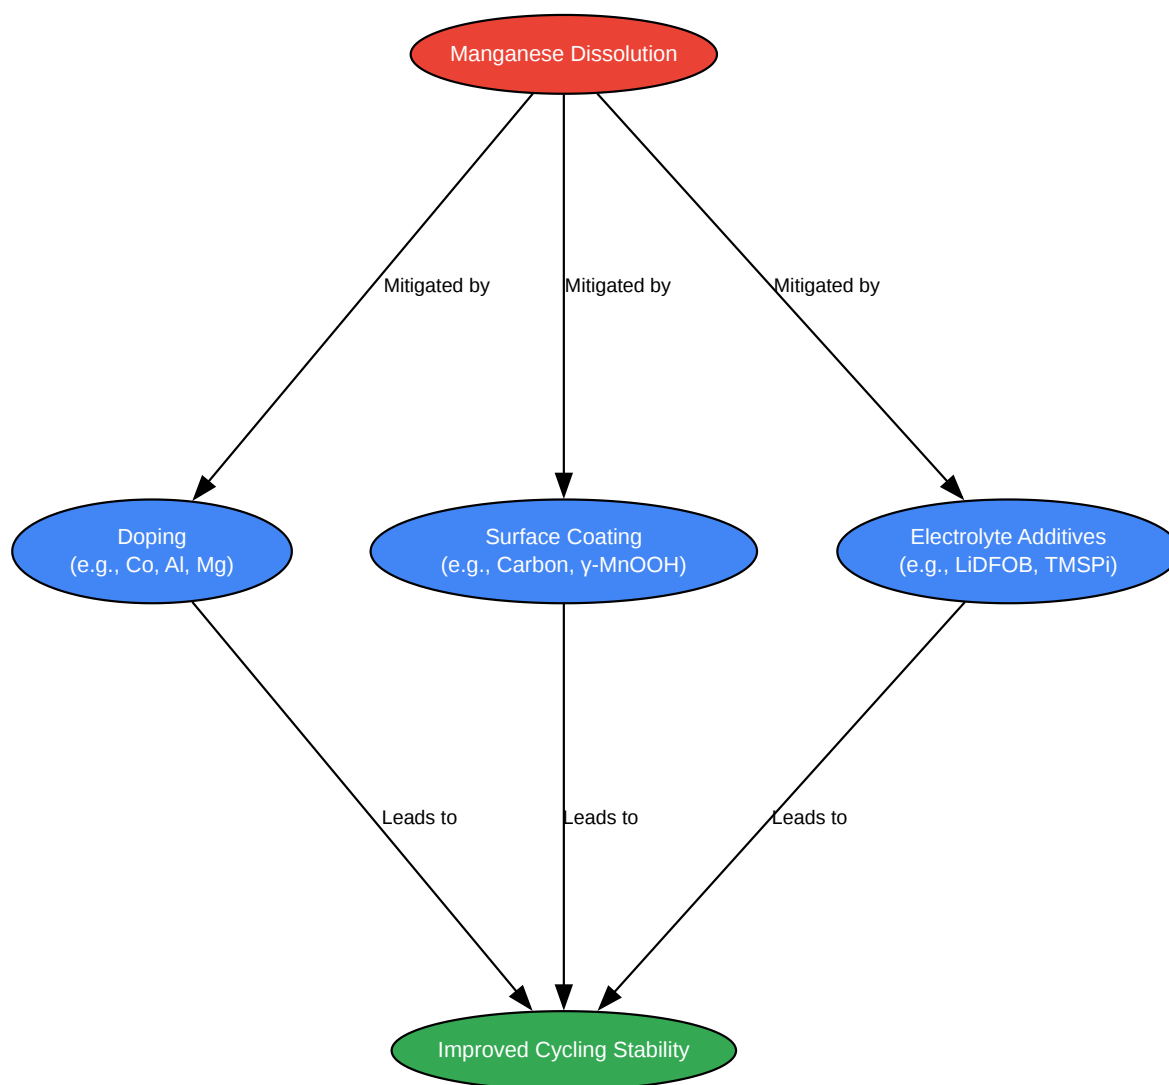 Manganese Dissolution
Mitigated by
Mitigated by
Mitigated by
Doping
(e.g., Co, Al, Mg)
Surface Coating
(e.g., Carbon, γ-MnOOH)
Electrolyte Additives
(e.g., LiDFOB, TMSPi)
Leads to
Leads to
Leads to
Improved Cycling Stability